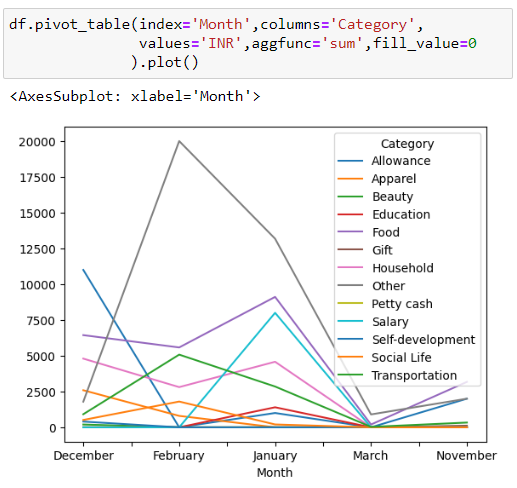 df.pivot_table(index='Month',columns='Category',
values='INR',aggfunc='sum',fill_value=0
).plot()
<AxesSubplot: xlabel='Month'>
20000
17500
15000
12500
10000
7500
5000
2500
0
Category
Allowance
Apparel
Beauty
Education
Food
Gift
Household
Other
Petty cash
Salary
Self-development
Social Life
Transportation
December February January March November
Month